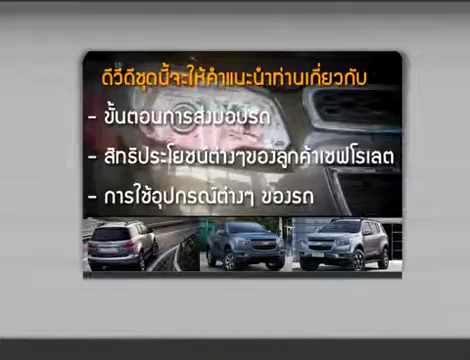 ดีวีดีชุดนี้จะให้คำแนะนำท่านเกี่ยวกับ
- ขั้นตอนการส่งมอบรถ
- สิทธิประโยชน์ต่างๆของลูกค้าเชฟโรเลต
- การใช้อุปกรณ์ต่างๆ ของรถ